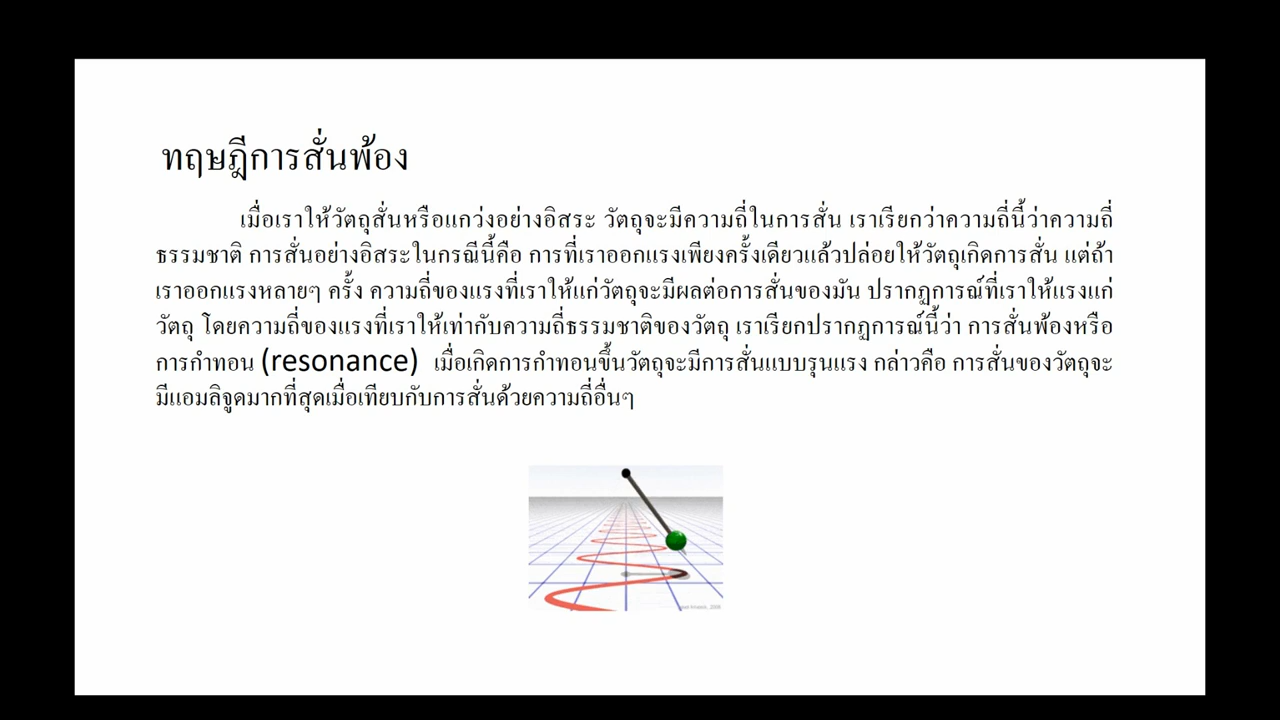 ทฤษฎีการสั่นพ้อง
เมื่อเราให้วัตถุสั่นหรือแกว่งอย่างอิสระ วัตถุจะมีความถี่ในการสั่น เราเรียกว่าความถี่นี้ว่าความถี่
ธรรมชาติ การสั่นอย่างอิสระในกรณีนี้คือ การที่เราออกแรงเพียงครั้งเดียวแล้วปล่อยให้วัตถุเกิดการสั่น แต่ถ้า
เราออกแรงหลายๆ ครั้ง ความถี่ของแรงที่เราให้แก่วัตถุจะมีผลต่อการสั่นของมัน ปรากฏการณ์ที่เราให้แรงแก่
วัตถุ โดยความถี่ของแรงที่เราให้เท่ากับความถี่ธรรมชาติของวัตถุ เราเรียกปรากฏการณ์นี้ว่า การสั่นพ้องหรือ
การกำทอน (resonance) เมื่อเกิดการกำทอนขึ้นวัตถุจะมีการสั่นแบบรุนแรง กล่าวคือ การสั่นของวัตถุจะ
มีแอมลิจูดมากที่สุดเมื่อเทียบกับการสั่นด้วยความถี่อื่นๆ